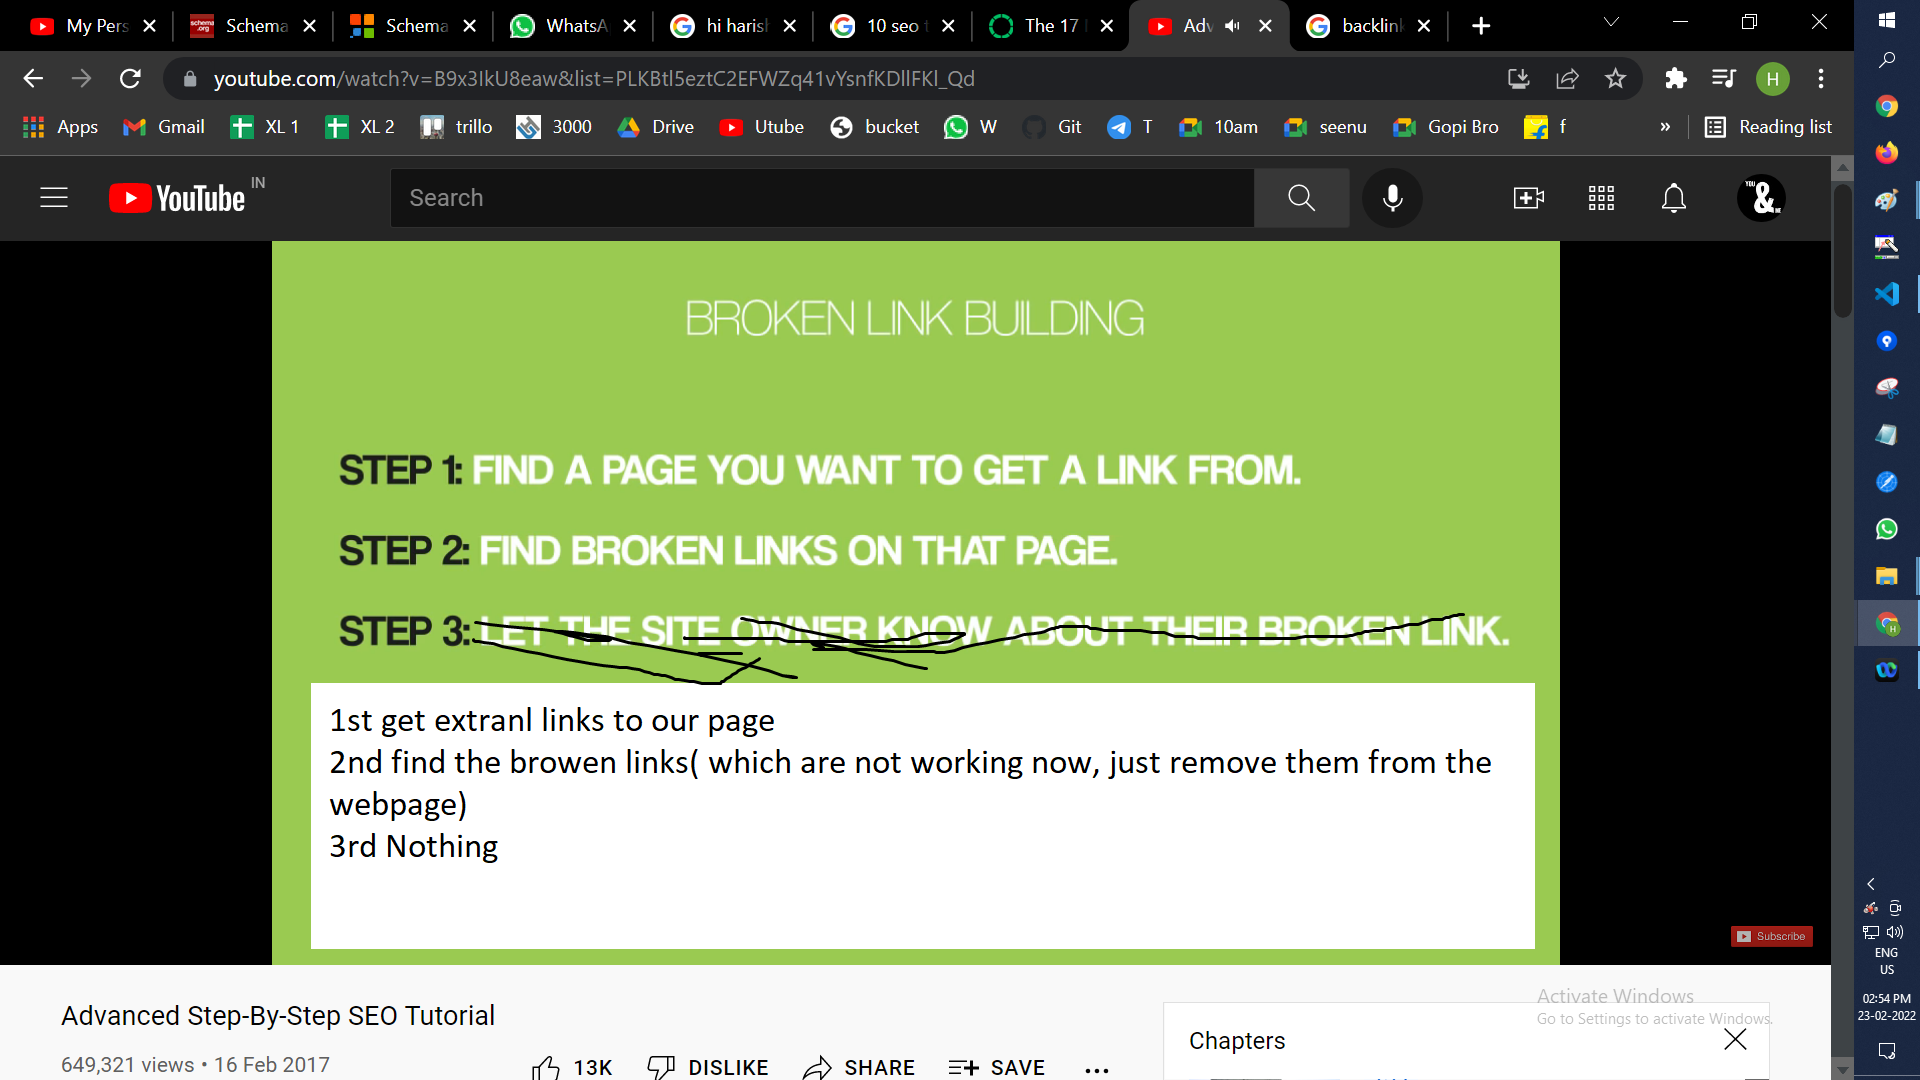 My Pers
Schema
Schema
WhatsA
hi harish
10 seo t
The 17
Adv
backlink
youtube.com/watch?v=B9x3IkU8eaw&list=PLKBtl5eztC2EFWZq41vYsnfKDllFKl_Qd
H
Apps
Gmail
XL 1
XL 2
trillo
3000
Drive
Utube
bucket
W
Git
T
10am
seenu
Gopi Bro
f
»
Reading list
YouTube IN
Search
YOU & ME
BROKEN LINK BUILDING
STEP 1: FIND A PAGE YOU WANT TO GET A LINK FROM.
STEP 2: FIND BROKEN LINKS ON THAT PAGE.
STEP 3: LET THE SITE OWNER KNOW ABOUT THEIR BROKEN LINK.
1st get extranl links to our page
2nd find the browen links( which are not working now, just remove them from the
webpage)
3rd Nothing
Subscribe
Advanced Step-By-Step SEO Tutorial
649,321 views • 16 Feb 2017
13K
DISLIKE
SHARE
SAVE
Chapters
Activate Windows
Go to Settings to activate Windows.
ENG
US
02:54 PM
23-02-2022